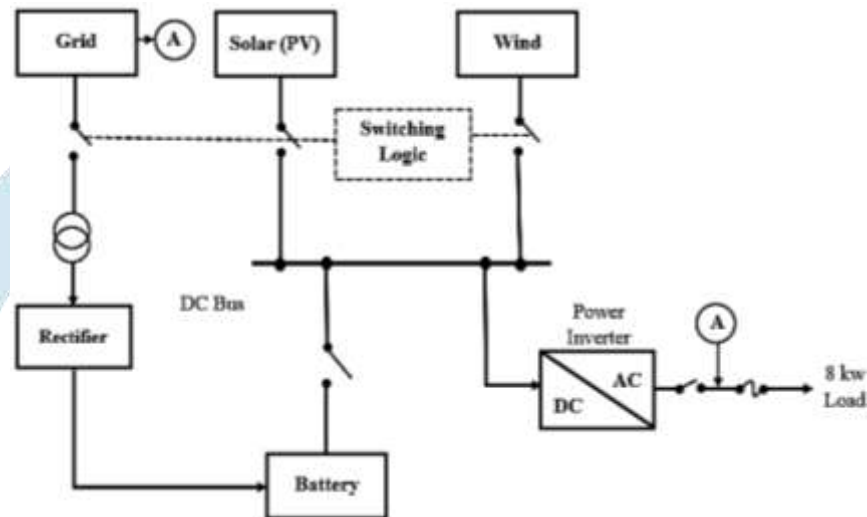 Grid
A
Solar (PV)
Wind
Switching
Logic
DC Bus
Rectifier
Power
Inverter
A
AC
DC
8 kw
Load
Battery